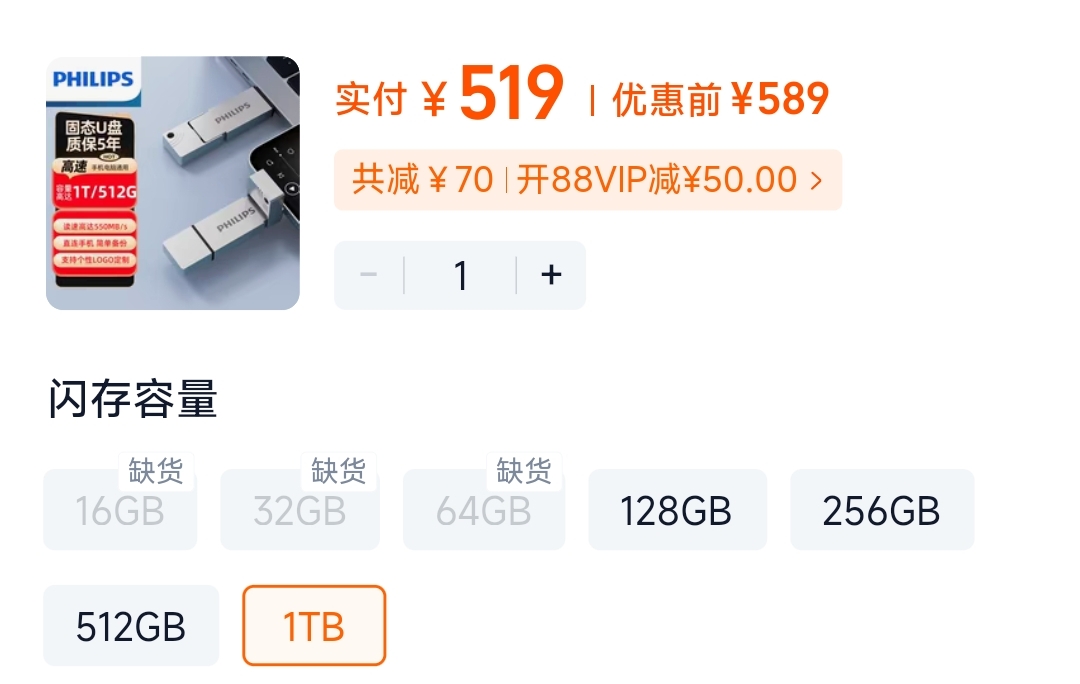 PHILIPS
固态U盘
质保5年
HOT
高速 手机电脑通用
容量高达 1T/512G
读速高达550MB/s
直连手机 简单备份
支持个性LOGO定制
PHILIPS
PHILIPS
实付 ¥519 | 优惠前 ¥589
共减 ¥70 | 开88VIP减¥50.00 >
− 1 +
闪存容量
缺货 缺货 缺货
16GB 32GB 64GB 128GB 256GB
512GB 1TB